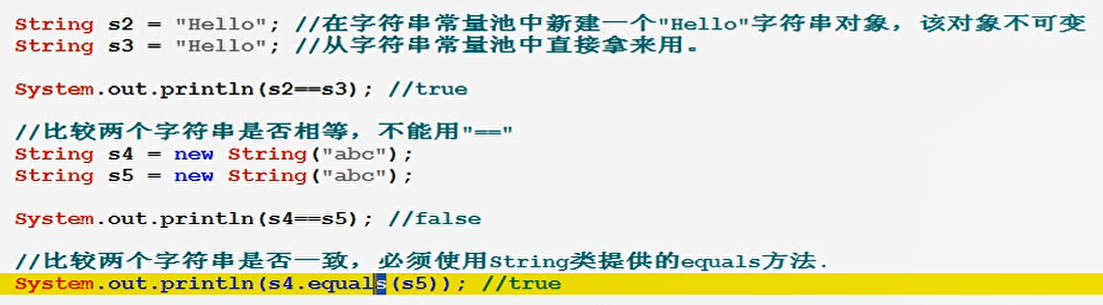 String s2 = "Hello"; //在字符串常量池中新建一个"Hello"字符串对象，该对象不可变
String s3 = "Hello"; //从字符串常量池中直接拿来用。
System.out.println(s2==s3); //true
//比较两个字符串是否相等，不能用"=="
String s4 = new String("abc");
String s5 = new String("abc");
System.out.println(s4==s5); //false
//比较两个字符串是否一致，必须使用String类提供的equals方法.
System.out.println(s4.equals(s5)); //true